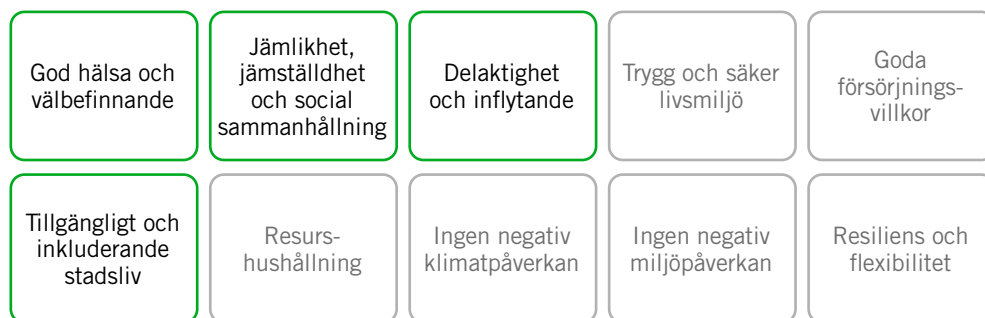 God hälsa och
välbefinnande
Jämlikhet,
jämställdhet
och social
sammanhållning
Delaktighet
och inflytande
Trygg och säker
livsmiljö
Goda
försörjnings-
villkor
Tillgängligt och
inkluderande
stadsliv
Resurs-
hushållning
Ingen negativ
klimatpåverkan
Ingen negativ
miljöpåverkan
Resiliens och
flexibilitet